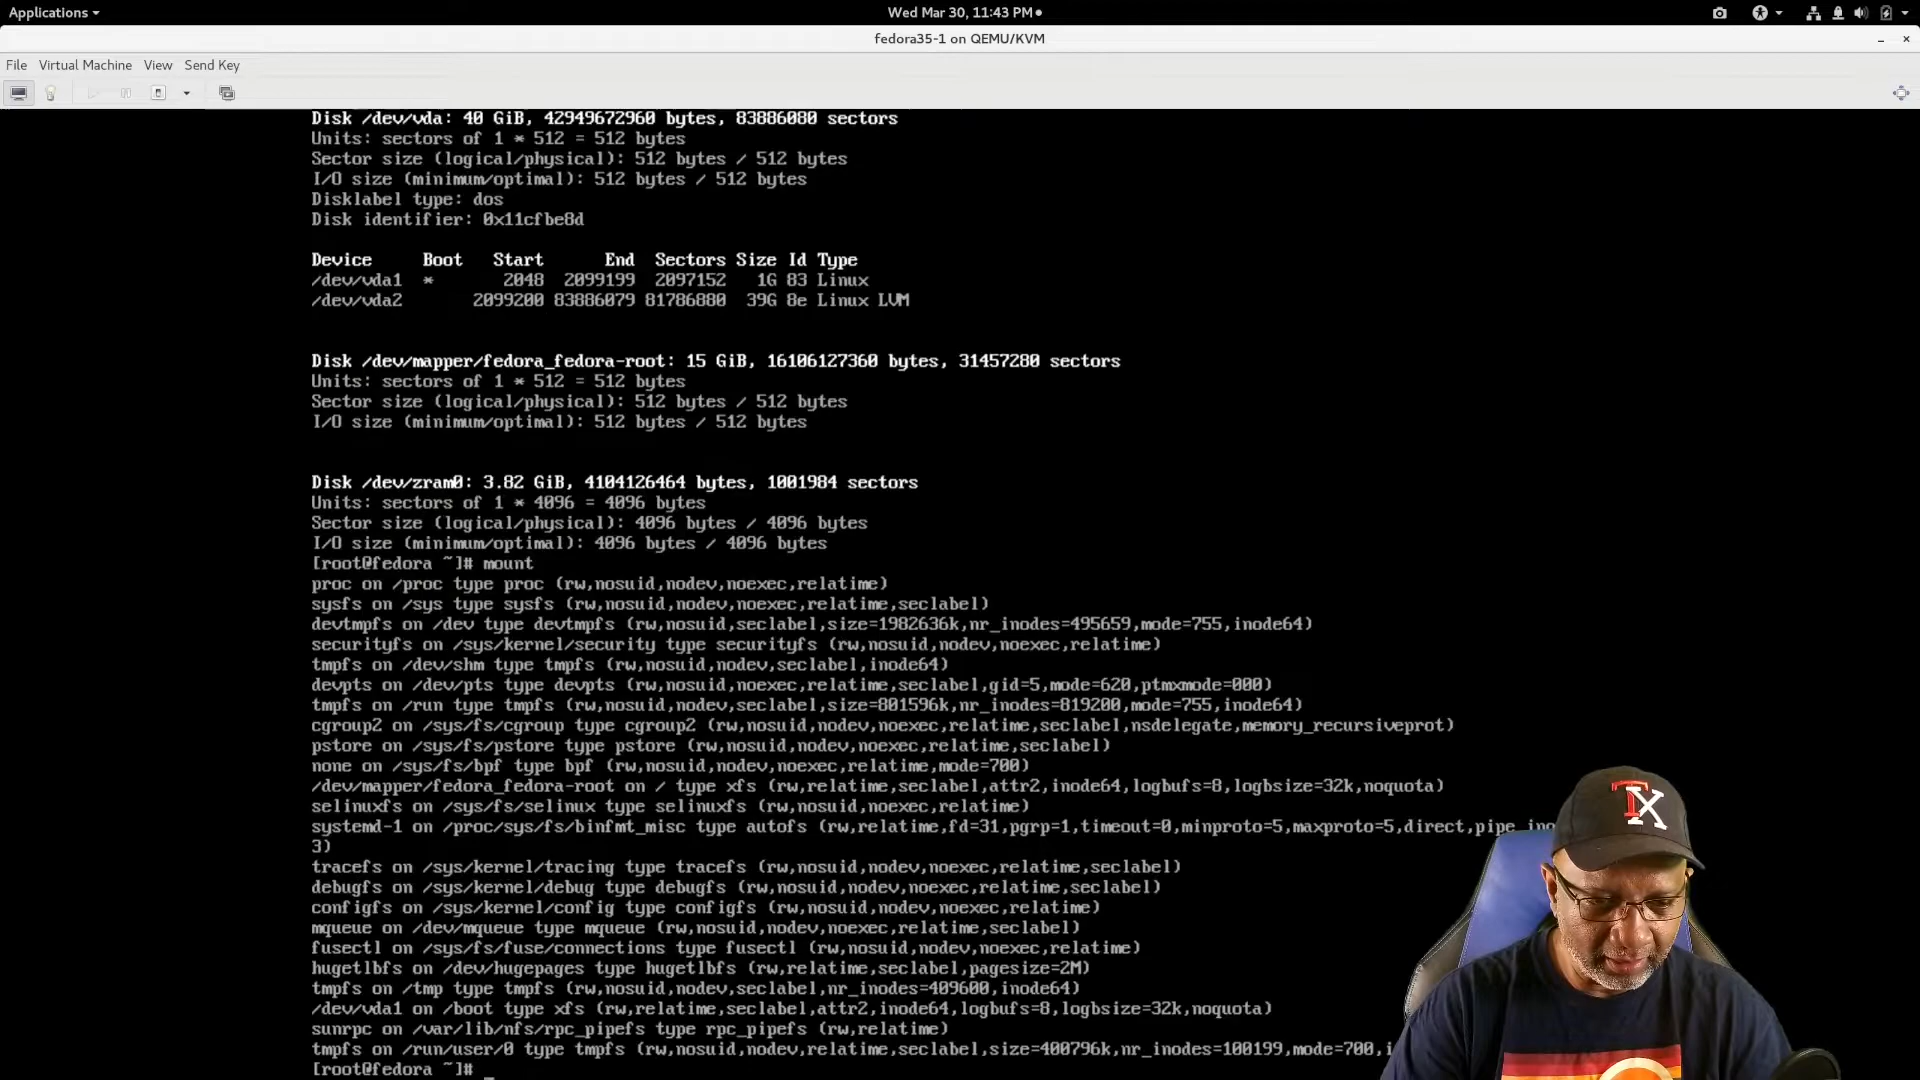 Applications
Wed Mar 30, 11:43 PM
fedora35-1 on QEMU/KVM
File Virtual Machine View Send Key
Disk /dev/vda: 40 GiB, 42949672960 bytes, 83886080 sectors
Units: sectors of 1 * 512 = 512 bytes
Sector size (logical/physical): 512 bytes / 512 bytes
I/O size (minimum/optimal): 512 bytes / 512 bytes
Disklabel type: dos
Disk identifier: 0x11cfbe8d
Device Boot Start End Sectors Size Id Type
/dev/vda1 * 2048 2099199 2097152 1G 83 Linux
/dev/vda2 2099200 83886079 81786880 39G 8e Linux LVM
Disk /dev/mapper/fedora_fedora-root: 15 GiB, 16106127360 bytes, 31457280 sectors
Units: sectors of 1 * 512 = 512 bytes
Sector size (logical/physical): 512 bytes / 512 bytes
I/O size (minimum/optimal): 512 bytes / 512 bytes
Disk /dev/zram0: 3.82 GiB, 4104126464 bytes, 1001984 sectors
Units: sectors of 1 * 4096 = 4096 bytes
Sector size (logical/physical): 4096 bytes / 4096 bytes
I/O size (minimum/optimal): 4096 bytes / 4096 bytes
[root@fedora ~]# mount
proc on /proc type proc (rw,nosuid,nodev,noexec,relatime)
sysfs on /sys type sysfs (rw,nosuid,nodev,noexec,relatime,seclabel)
devtmpfs on /dev type devtmpfs (rw,nosuid,seclabel,size=1982636k,nr_inodes=495659,mode=755,inode64)
securityfs on /sys/kernel/security type securityfs (rw,nosuid,nodev,noexec,relatime)
tmpfs on /dev/shm type tmpfs (rw,nosuid,nodev,seclabel,inode64)
devpts on /dev/pts type devpts (rw,nosuid,noexec,relatime,seclabel,gid=5,mode=620,ptmxmode=000)
tmpfs on /run type tmpfs (rw,nosuid,nodev,seclabel,size=801596k,nr_inodes=819200,mode=755,inode64)
cgroup2 on /sys/fs/cgroup type cgroup2 (rw,nosuid,nodev,noexec,relatime,seclabel,nsdelegate,memory_recursiveprot)
pstore on /sys/fs/pstore type pstore (rw,nosuid,nodev,noexec,relatime,seclabel)
none on /sys/fs/bpf type bpf (rw,nosuid,nodev,noexec,relatime,mode=700)
/dev/mapper/fedora_fedora-root on / type xfs (rw,relatime,seclabel,attr2,inode64,logbufs=8,logbsize=32k,noquota)
selinuxfs on /sys/fs/selinux type selinuxfs (rw,nosuid,noexec,relatime)
systemd-1 on /proc/sys/fs/binfmt_misc type autofs (rw,relatime,fd=31,pgrp=1,timeout=0,minproto=5,maxproto=5,direct,pipe_ino
3)
tracefs on /sys/kernel/tracing type tracefs (rw,nosuid,nodev,noexec,relatime,seclabel)
debugfs on /sys/kernel/debug type debugfs (rw,nosuid,nodev,noexec,relatime,seclabel)
configfs on /sys/kernel/config type configfs (rw,nosuid,nodev,noexec,relatime)
mqueue on /dev/mqueue type mqueue (rw,nosuid,nodev,noexec,relatime,seclabel)
fusectl on /sys/fs/fuse/connections type fusectl (rw,nosuid,nodev,noexec,relatime)
hugetlbfs on /dev/hugepages type hugetlbfs (rw,relatime,seclabel,pagesize=2M)
tmpfs on /tmp type tmpfs (rw,nosuid,nodev,seclabel,nr_inodes=409600,inode64)
/dev/vda1 on /boot type xfs (rw,relatime,seclabel,attr2,inode64,logbufs=8,logbsize=32k,noquota)
sunrpc on /var/lib/nfs/rpc_pipefs type rpc_pipefs (rw,relatime)
tmpfs on /run/user/0 type tmpfs (rw,nosuid,nodev,relatime,seclabel,size=400796k,nr_inodes=100199,mode=700,i
[root@fedora ~]#
TX